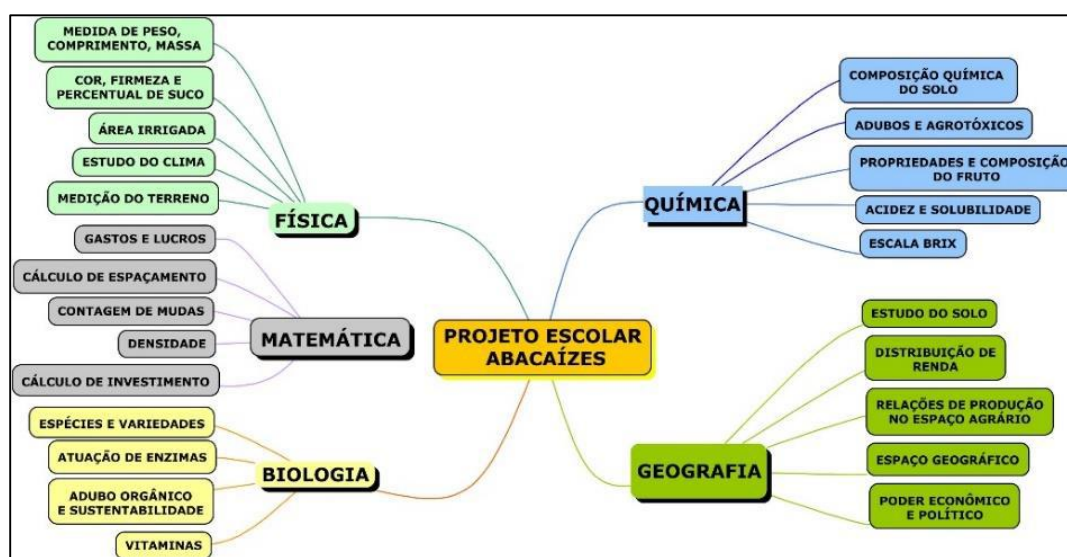 MEDIDA DE PESO,
COMPRIMENTO, MASSA
COR, FIRMEZA E
PERCENTUAL DE SUCO
ÁREA IRRIGADA
ESTUDO DO CLIMA
MEDIÇÃO DO TERRENO
FÍSICA
GASTOS E LUCROS
CÁLCULO DE ESPAÇAMENTO
CONTAGEM DE MUDAS
DENSIDADE
CÁLCULO DE INVESTIMENTO
MATEMÁTICA
ESPÉCIES E VARIEDADES
ATUAÇÃO DE ENZIMAS
ADUBO ORGÂNICO
E SUSTENTABILIDADE
VITAMINAS
BIOLOGIA
PROJETO ESCOLAR
ABACAÍZES
COMPOSIÇÃO QUÍMICA
DO SOLO
ADUBOS E AGROTÓXICOS
PROPRIEDADES E COMPOSIÇÃO
DO FRUTO
ACIDEZ E SOLUBILIDADE
ESCALA BRIX
QUÍMICA
ESTUDO DO SOLO
DISTRIBUIÇÃO DE
RENDA
RELAÇÕES DE PRODUÇÃO
NO ESPAÇO AGRÁRIO
ESPAÇO GEOGRÁFICO
PODER ECONÔMICO
E POLÍTICO
GEOGRAFIA